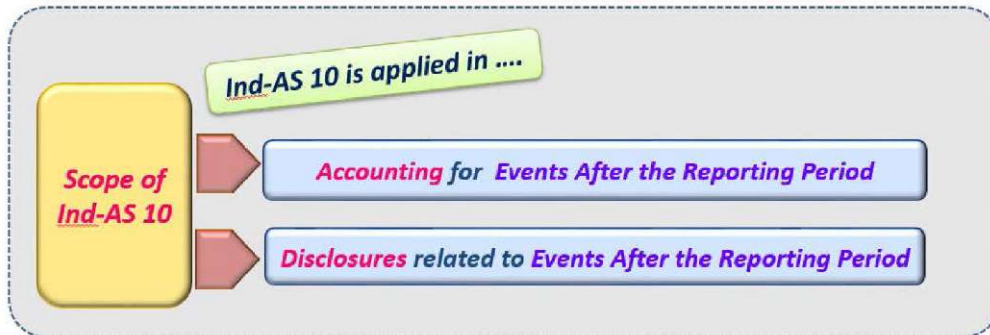 Ind-AS 10 is applied in ....
Scope of
Ind-AS 10
Accounting for Events After the Reporting Period
Disclosures related to Events After the Reporting Period